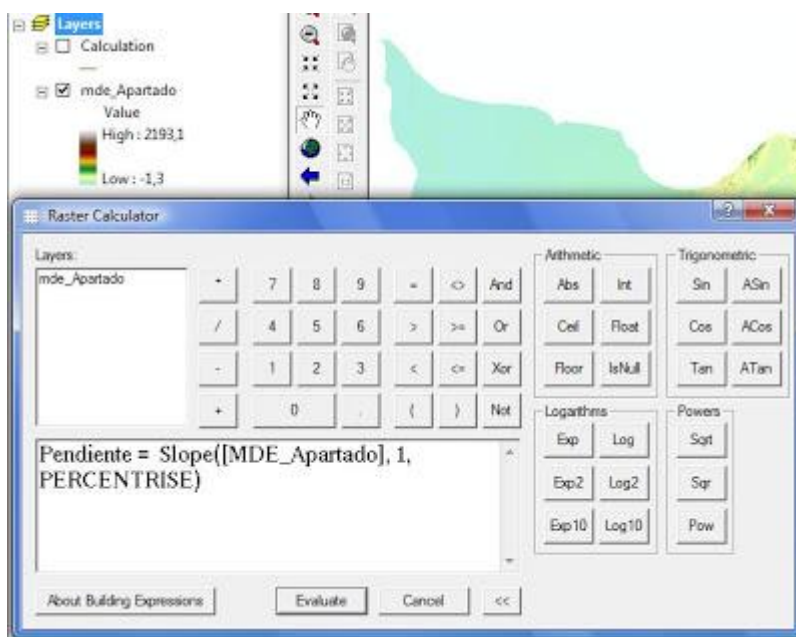 Layers
Calculation
mde_Apartado
Value
High : 2193,1
Low : -1,3
Raster Calculator
Layers:
mde_Apartado
* 7 8 9 = <> And
/ 4 5 6 > >= Or
- 1 2 3 < <= Xor
+ 0 . ( ) Not
Arithmetic
Abs Int
Ceil Float
Floor IsNull
Trigonometric
Sin ASin
Cos ACos
Tan ATan
Logarithms
Exp Log
Exp2 Log2
Exp10 Log10
Powers
Sqrt
Sqr
Pow
Pendiente = Slope([MDE_Apartado], 1,
PERCENTRISE)
About Building Expressions Evaluate Cancel <<